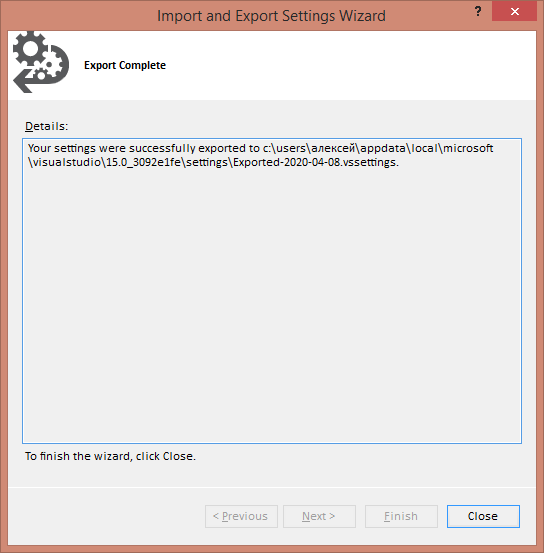 Import and Export Settings Wizard
?
Export Complete
Details:
Your settings were successfully exported to c:\users\алексей\appdata\local\microsoft
\visualstudio\15.0_3092e1fe\settings\Exported-2020-04-08.vssettings.
To finish the wizard, click Close.
< Previous
Next >
Finish
Close